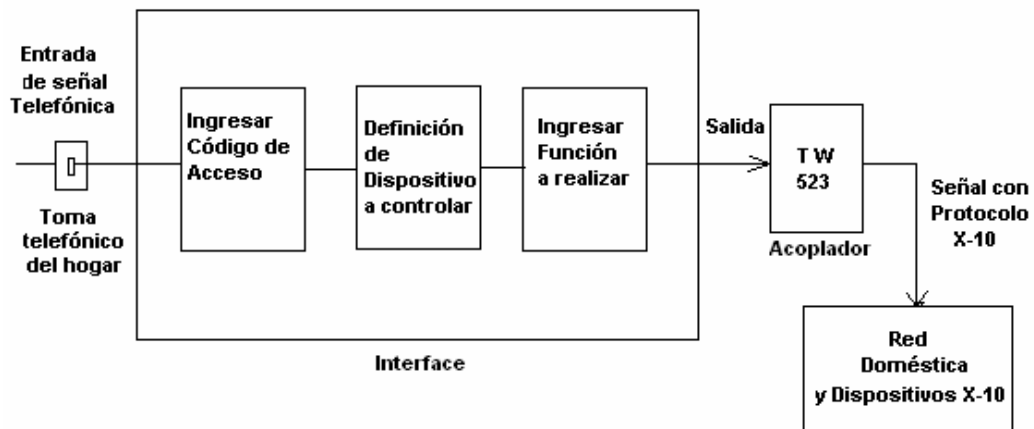 Entrada
de señal
Telefónica
Toma
telefónico
del hogar
Ingresar
Código de
Acceso
Definición
de
Dispositivo
a controlar
Ingresar
Función
a realizar
Interface
Salida
T W
523
Acoplador
Señal con
Protocolo
X-10
Red
Doméstica
y Dispositivos X-10